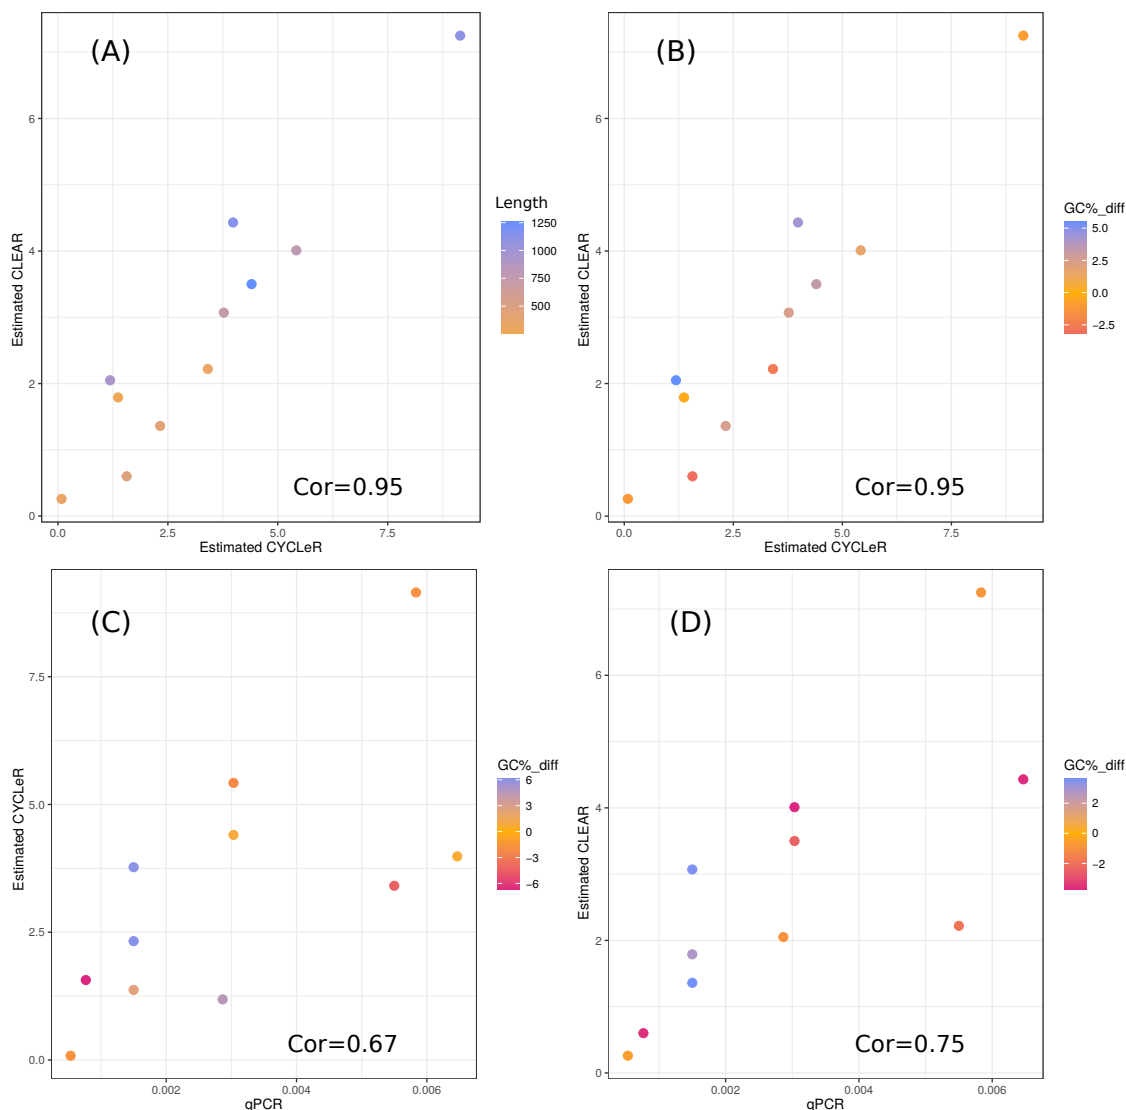 (A)
6
4
2
0
0.0 2.5 5.0 7.5
Estimated CYCLeR
Estimated CLEAR
Cor=0.95
Length
1250
1000
750
500
(B)
6
4
2
0
0.0 2.5 5.0 7.5
Estimated CYCLeR
Estimated CLEAR
Cor=0.95
GC%_diff
5.0
2.5
0.0
−2.5
(C)
7.5
5.0
2.5
0.0
0.002 0.004 0.006
qPCR
Estimated CYCLeR
Cor=0.67
GC%_diff
6
3
0
−3
−6
(D)
6
4
2
0
0.002 0.004 0.006
qPCR
Estimated CLEAR
Cor=0.75
GC%_diff
2
0
−2